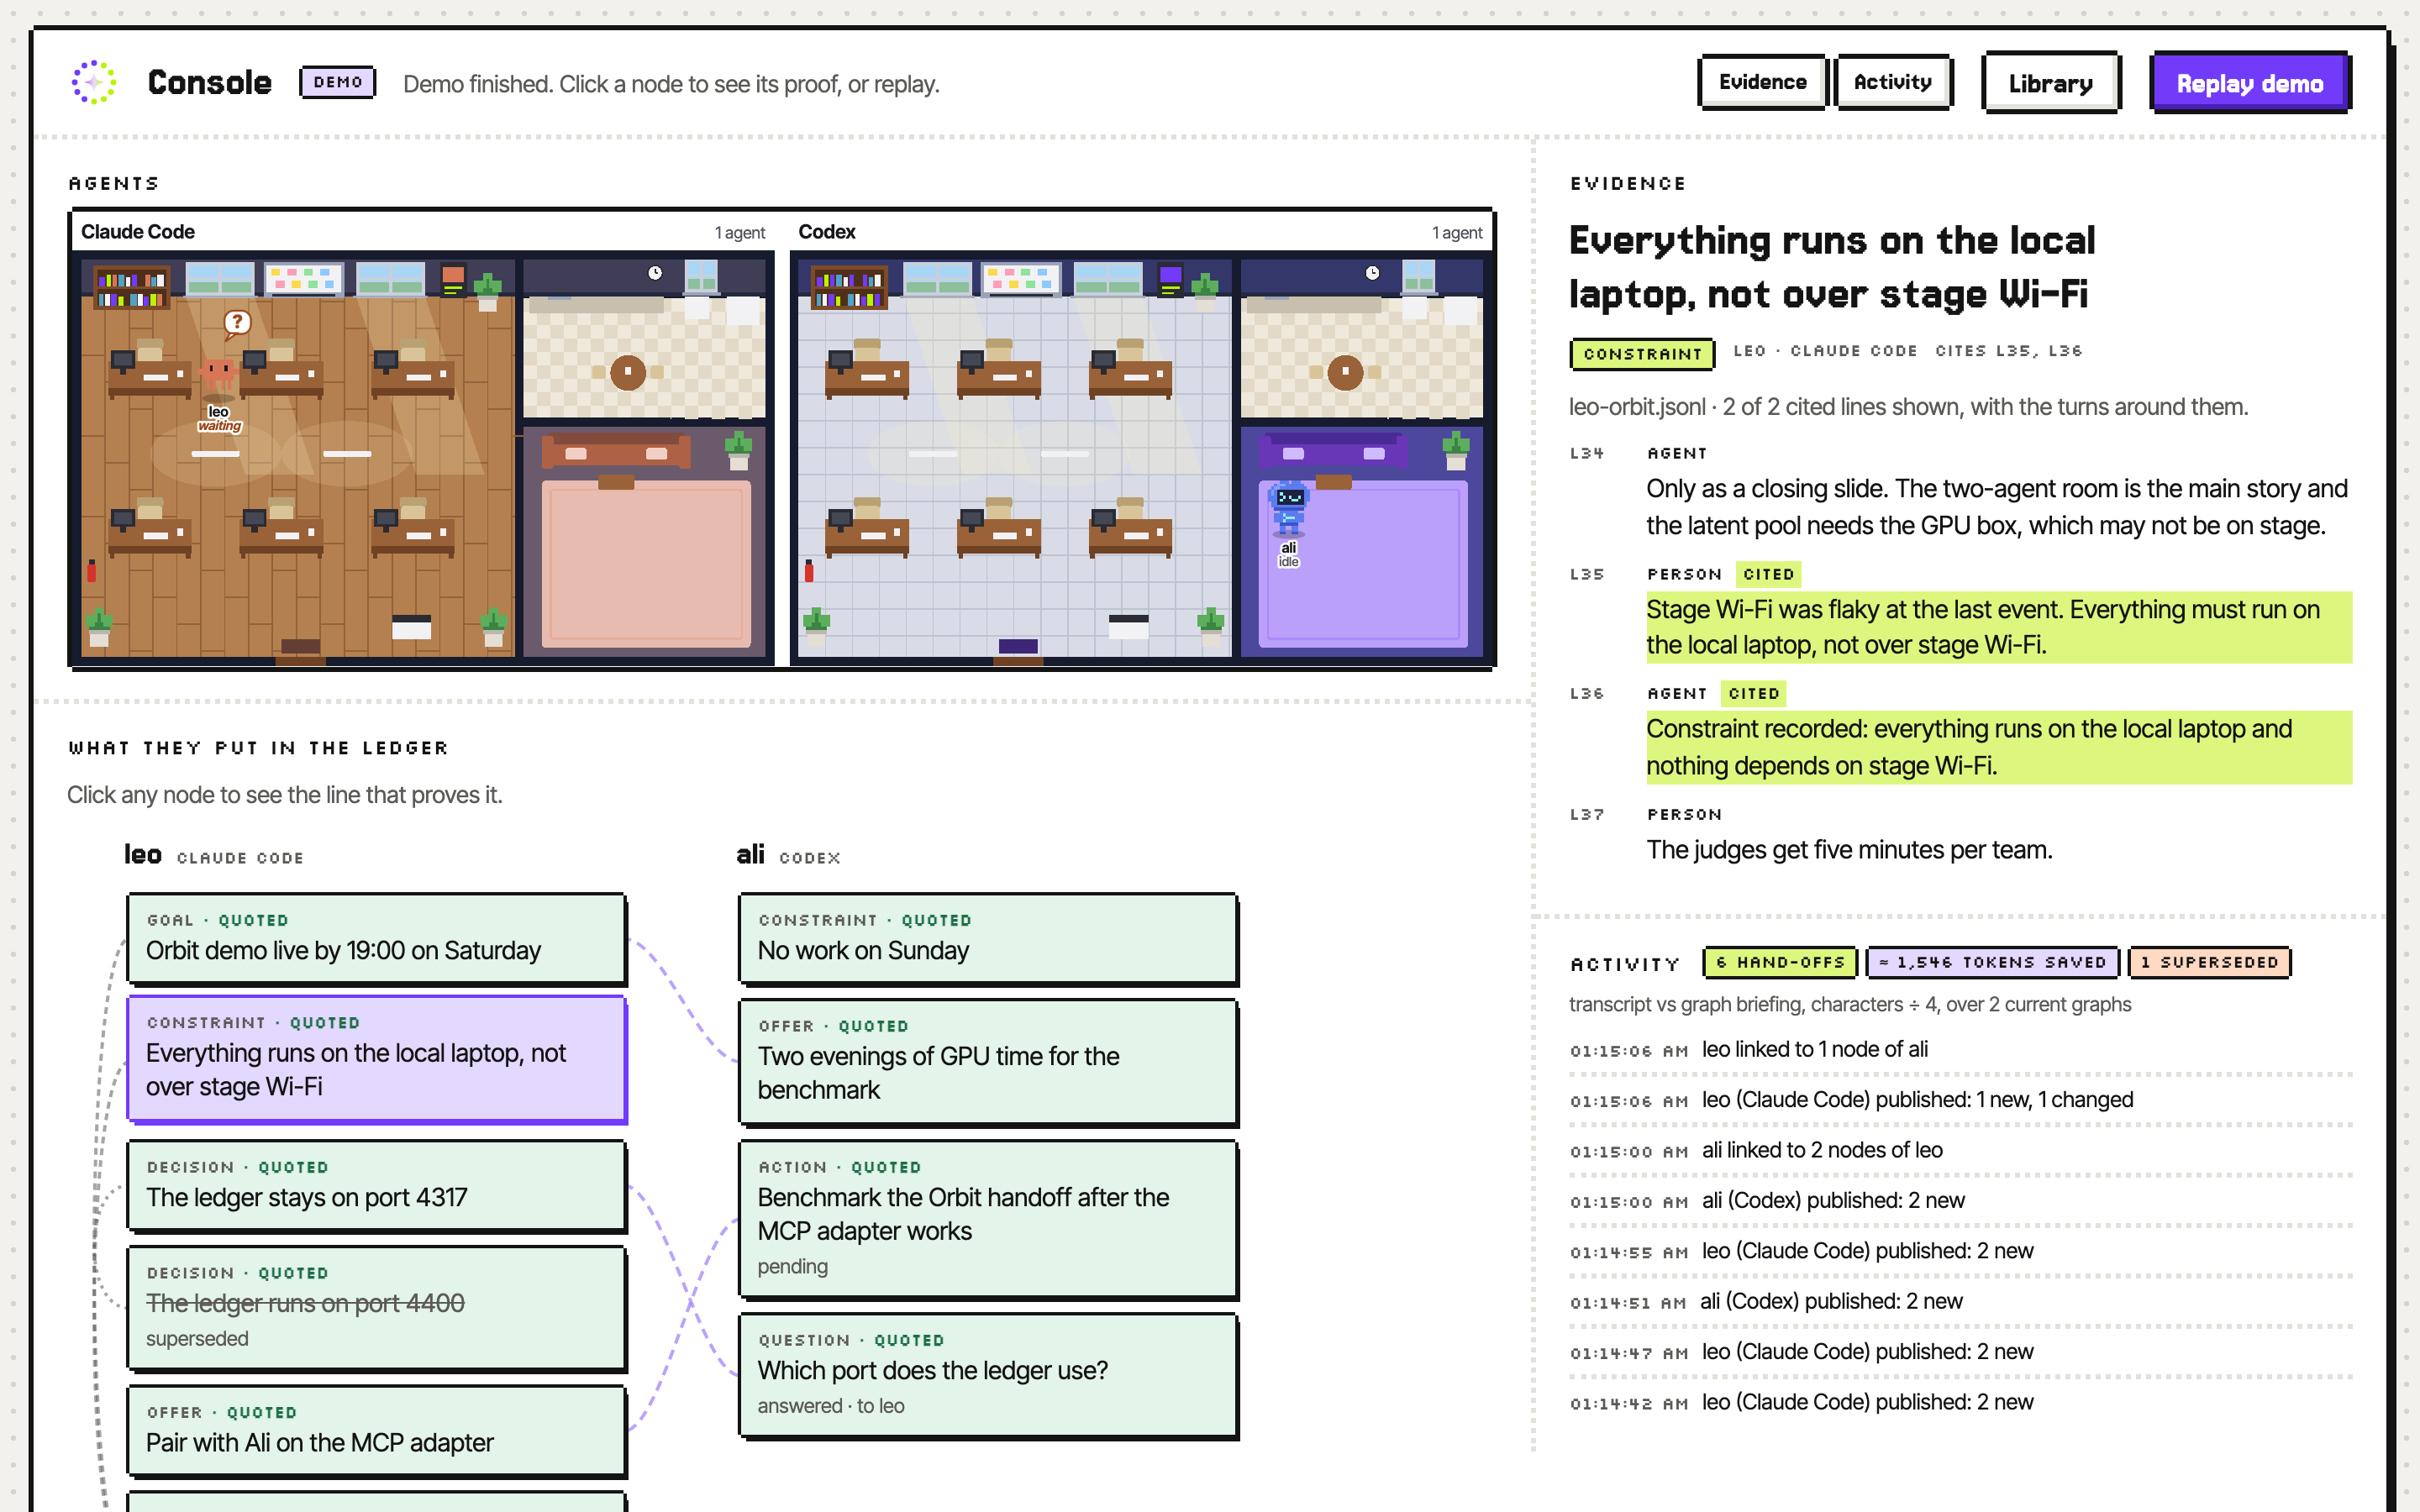 Console
DEMO
Demo finished. Click a node to see its proof, or replay.
Evidence
Activity
Library
Replay demo
AGENTS
Claude Code
1 agent
Codex
1 agent
?
leo
waiting
ali
idle
WHAT THEY PUT IN THE LEDGER
Click any node to see the line that proves it.
leo CLAUDE CODE
GOAL · QUOTED
Orbit demo live by 19:00 on Saturday
CONSTRAINT · QUOTED
Everything runs on the local laptop, not
over stage Wi-Fi
DECISION · QUOTED
The ledger stays on port 4317
DECISION · QUOTED
The ledger runs on port 4400
superseded
OFFER · QUOTED
Pair with Ali on the MCP adapter
ali CODEX
CONSTRAINT · QUOTED
No work on Sunday
OFFER · QUOTED
Two evenings of GPU time for the
benchmark
ACTION · QUOTED
Benchmark the Orbit handoff after the
MCP adapter works
pending
QUESTION · QUOTED
Which port does the ledger use?
answered · to leo
EVIDENCE
Everything runs on the local
laptop, not over stage Wi-Fi
CONSTRAINT
LEO · CLAUDE CODE CITES L35, L36
leo-orbit.jsonl · 2 of 2 cited lines shown, with the turns around them.
L34 AGENT
Only as a closing slide. The two-agent room is the main story and
the latent pool needs the GPU box, which may not be on stage.
L35 PERSON CITED
Stage Wi-Fi was flaky at the last event. Everything must run on
the local laptop, not over stage Wi-Fi.
L36 AGENT CITED
Constraint recorded: everything runs on the local laptop and
nothing depends on stage Wi-Fi.
L37 PERSON
The judges get five minutes per team.
ACTIVITY
6 HAND-OFFS
≈ 1,546 TOKENS SAVED
1 SUPERSEDED
transcript vs graph briefing, characters ÷ 4, over 2 current graphs
01:15:06 AM leo linked to 1 node of ali
01:15:06 AM leo (Claude Code) published: 1 new, 1 changed
01:15:00 AM ali linked to 2 nodes of leo
01:15:00 AM ali (Codex) published: 2 new
01:14:55 AM leo (Claude Code) published: 2 new
01:14:51 AM ali (Codex) published: 2 new
01:14:47 AM leo (Claude Code) published: 2 new
01:14:42 AM leo (Claude Code) published: 2 new